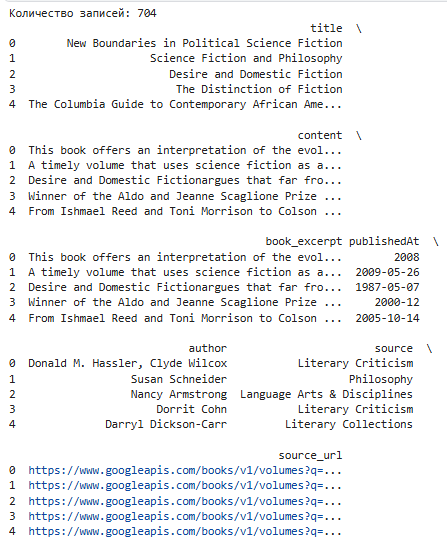 Количество записей: 704
title \
0 New Boundaries in Political Science Fiction
1 Science Fiction and Philosophy
2 Desire and Domestic Fiction
3 The Distinction of Fiction
4 The Columbia Guide to Contemporary African Ame...
content \
0 This book offers an interpretation of the evol...
1 A timely volume that uses science fiction as a...
2 Desire and Domestic Fictionargues that far fro...
3 Winner of the Aldo and Jeanne Scaglione Prize ...
4 From Ishmael Reed and Toni Morrison to Colson ...
book_excerpt publishedAt \
0 This book offers an interpretation of the evol... 2008
1 A timely volume that uses science fiction as a... 2009-05-26
2 Desire and Domestic Fictionargues that far fro... 1987-05-07
3 Winner of the Aldo and Jeanne Scaglione Prize ... 2000-12
4 From Ishmael Reed and Toni Morrison to Colson ... 2005-10-14
author source \
0 Donald M. Hassler, Clyde Wilcox Literary Criticism
1 Susan Schneider Philosophy
2 Nancy Armstrong Language Arts & Disciplines
3 Dorrit Cohn Literary Criticism
4 Darryl Dickson-Carr Literary Collections
source_url
0 https://www.googleapis.com/books/v1/volumes?q=...
1 https://www.googleapis.com/books/v1/volumes?q=...
2 https://www.googleapis.com/books/v1/volumes?q=...
3 https://www.googleapis.com/books/v1/volumes?q=...
4 https://www.googleapis.com/books/v1/volumes?q=...